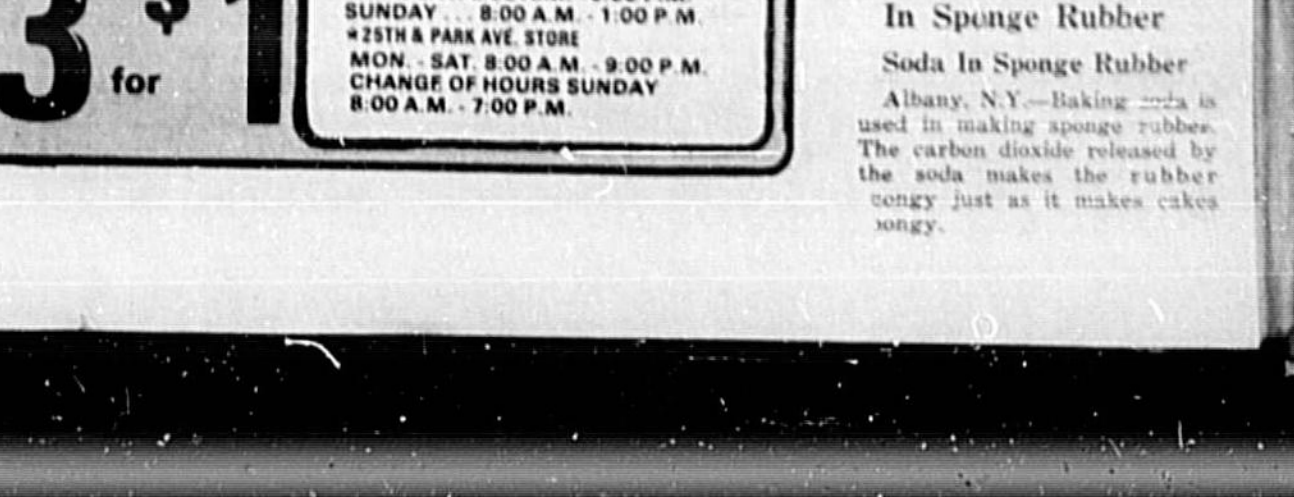 3 for $1
SUNDAY ... 8:00 A.M. - 1:00 P.M.
*25TH & PARK AVE. STORE
MON. - SAT. 8:00 A.M. - 9:00 P.M.
CHANGE OF HOURS SUNDAY
8:00 A.M. - 7:00 P.M.
In Sponge Rubber
Soda In Sponge Rubber
Albany, N.Y.—Baking soda is
used in making sponge rubber.
The carbon dioxide released by
the soda makes the rubber
ongy just as it makes cakes
ongy.